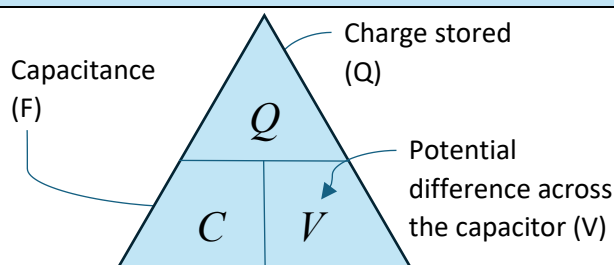 Charge stored
(Q)
Capacitance
(F)
Q
Potential
difference across
the capacitor (V)
C
V